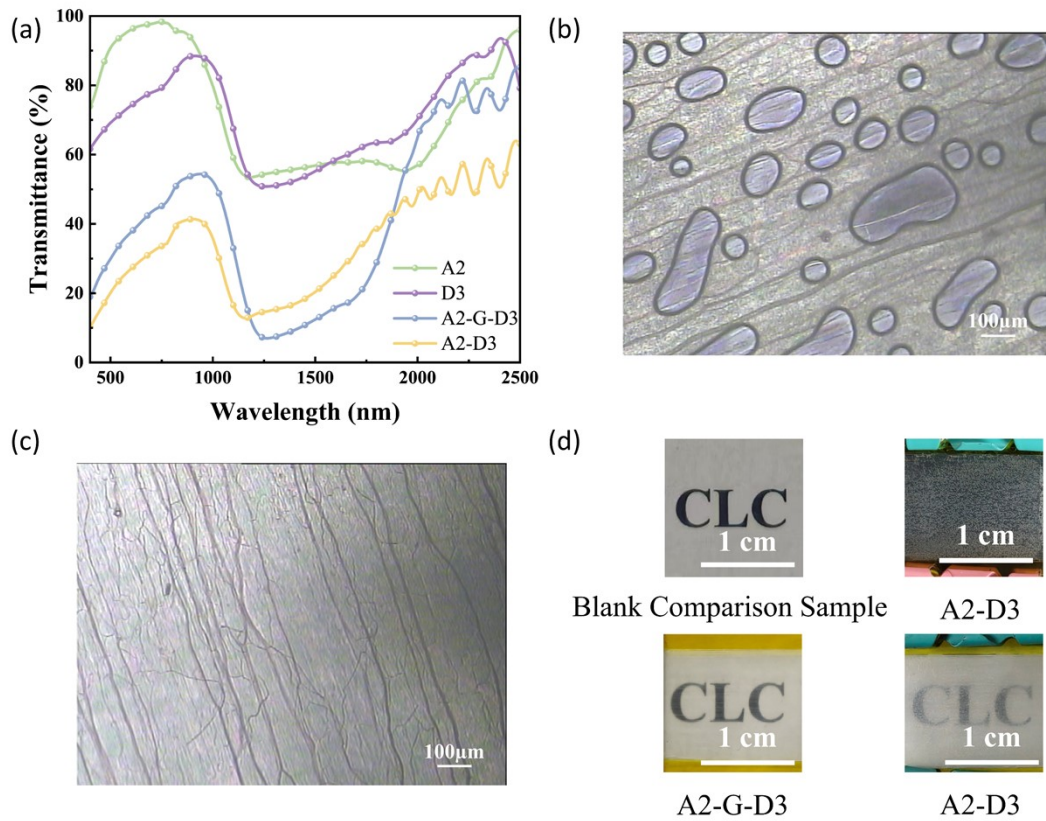 (a)
100
80
60
40
20
0
Transmittance (%)
500 1000 1500 2000 2500
Wavelength (nm)
A2
D3
A2-G-D3
A2-D3
(b)
100μm
(c)
100μm
(d)
CLC
1 cm
Blank Comparison Sample
1 cm
A2-D3
CLC
1 cm
A2-G-D3
CLC
1 cm
A2-D3